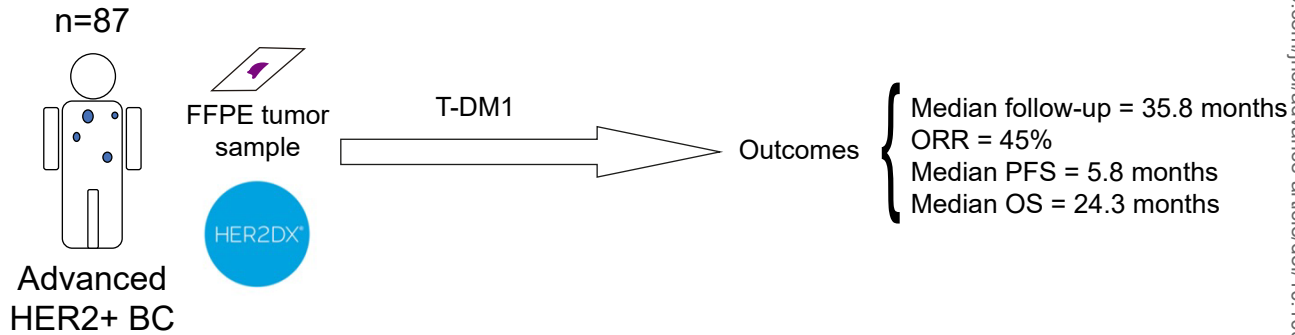 n=87
FFPE tumor
sample
HER2DX®
Advanced
HER2+ BC
T-DM1
Outcomes
Median follow-up = 35.8 months
ORR = 45%
Median PFS = 5.8 months
Median OS = 24.3 months